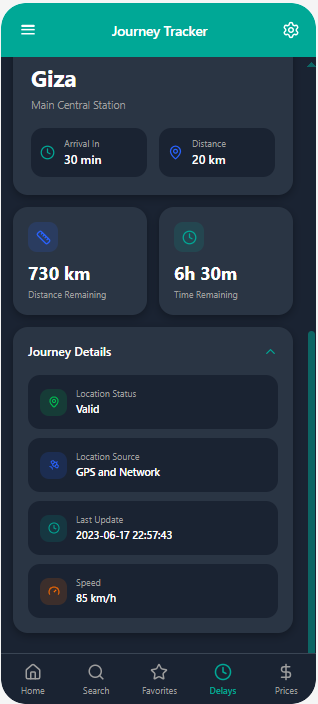 Journey Tracker
Giza
Main Central Station
Arrival In
30 min
Distance
20 km
730 km
Distance Remaining
6h 30m
Time Remaining
Journey Details
Location Status
Valid
Location Source
GPS and Network
Last Update
2023-06-17 22:57:43
Speed
85 km/h
Home
Search
Favorites
Delays
Prices